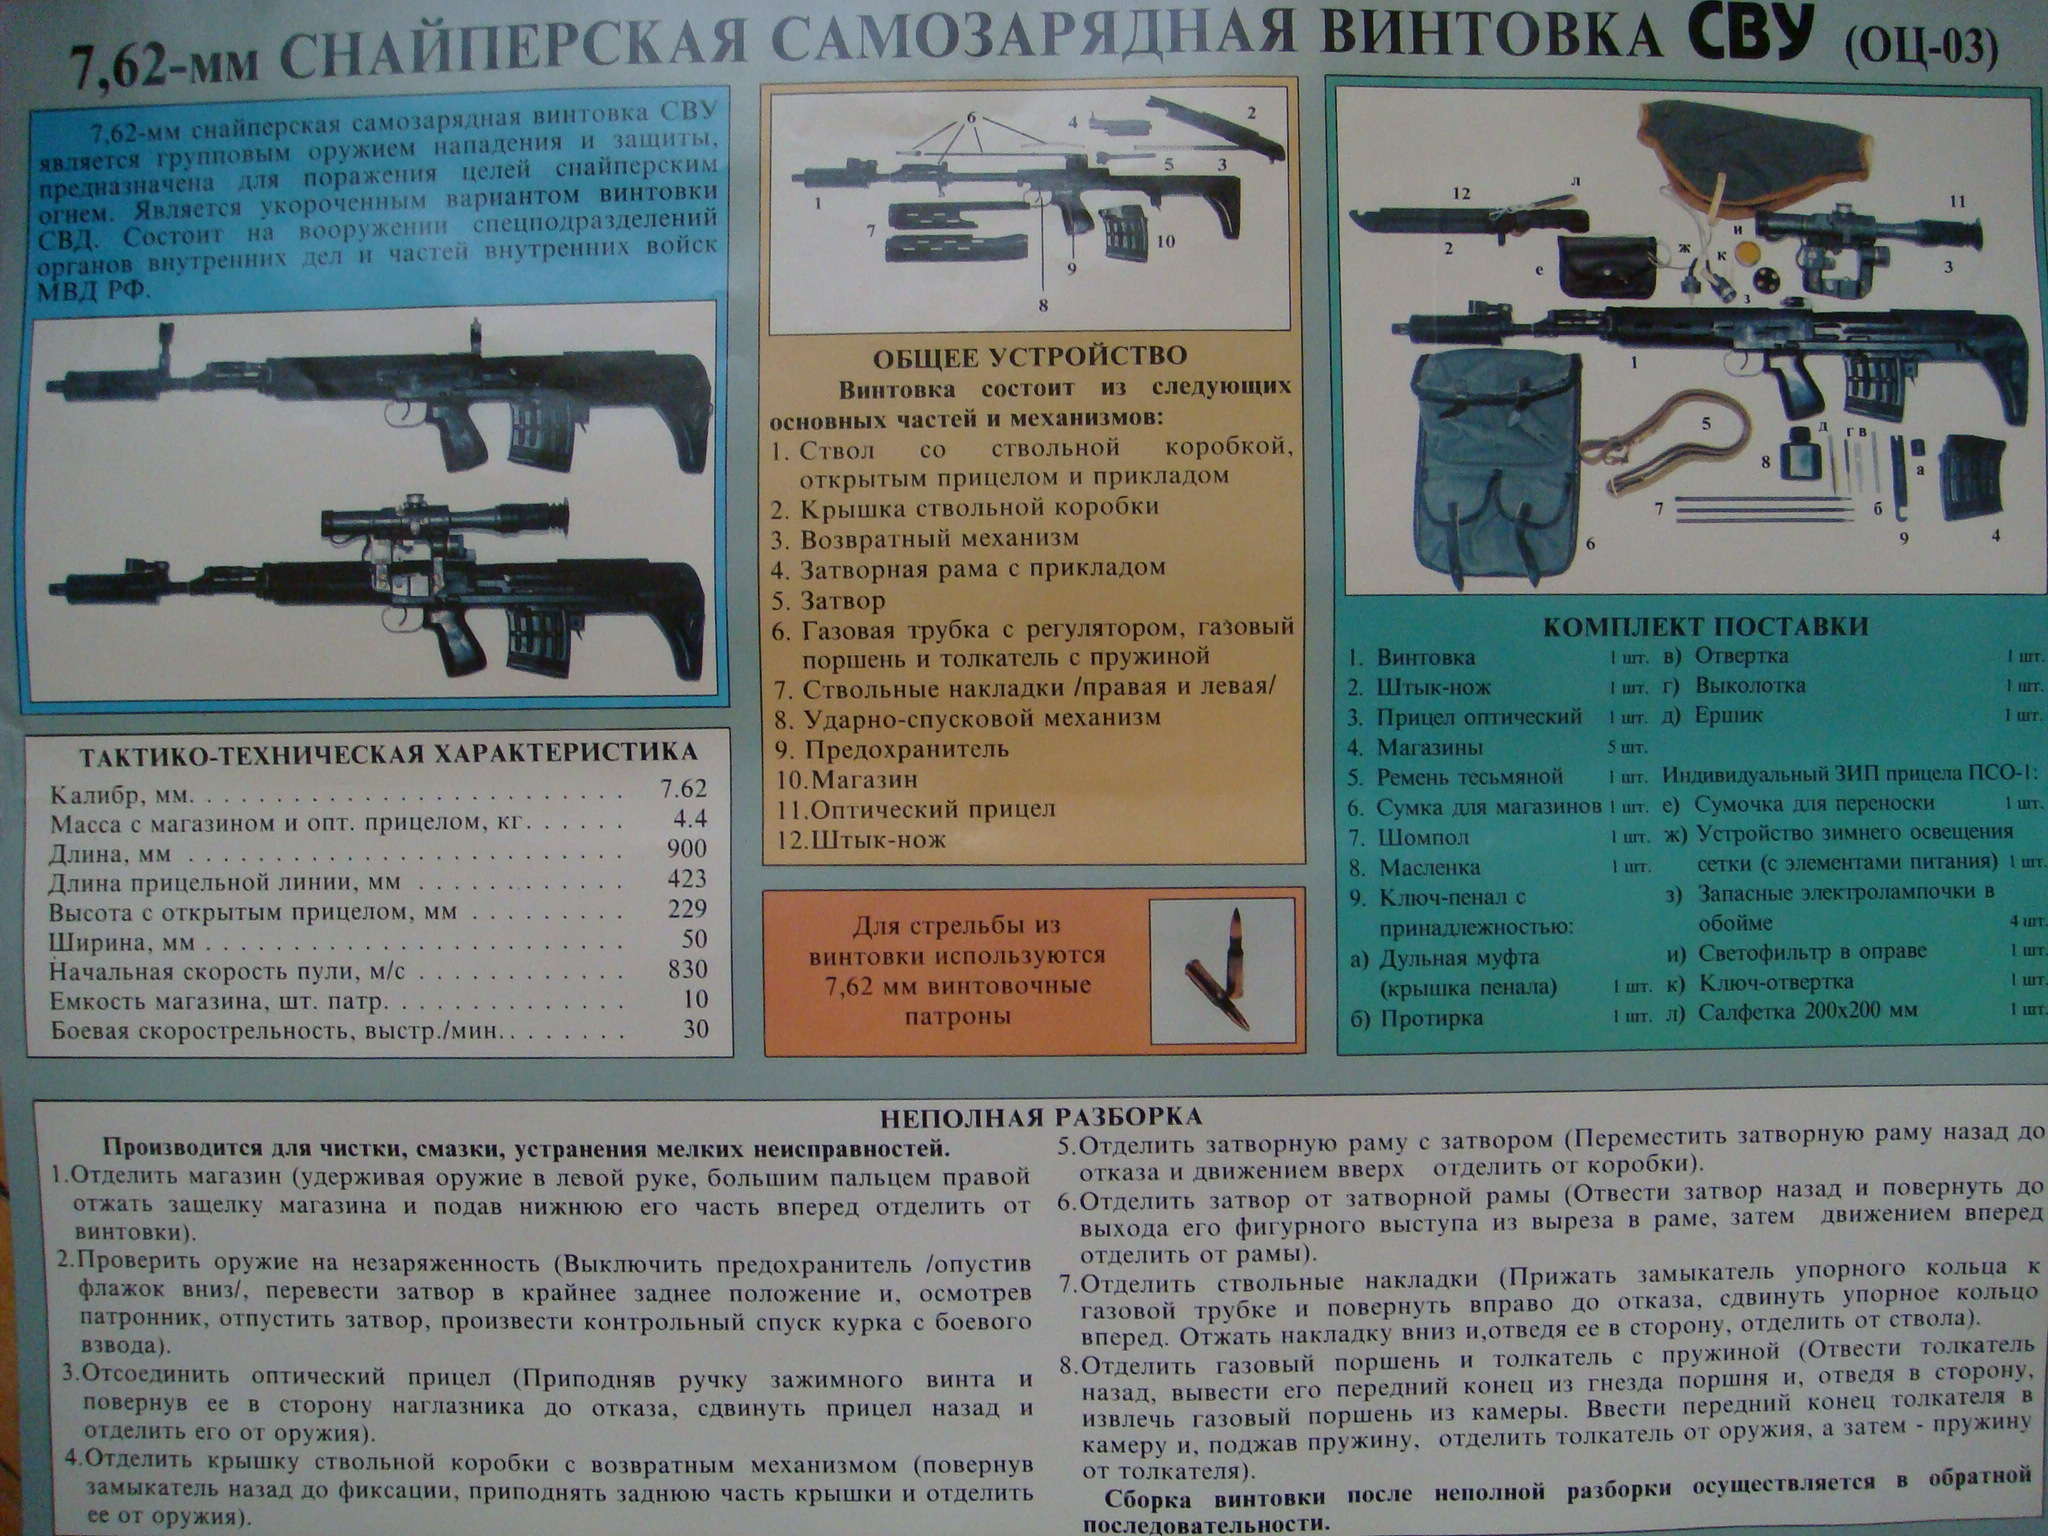 7,62-мм СНАЙПЕРСКАЯ САМОЗАРЯДНАЯ ВИНТОВКА СВУ (ОЦ-03)
7,62-мм снайперская самозарядная винтовка СВУ
является групповым оружием нападения и защиты,
предназначена для поражения целей снайперским
огнем. Является укороченным вариантом винтовки
СВД. Состоит на вооружении спецподразделений
органов внутренних дел и частей внутренних войск
МВД РФ.
ТАКТИКО-ТЕХНИЧЕСКАЯ ХАРАКТЕРИСТИКА
Калибр, мм. . . . . . . . . . . . . . . . . . . . . . . . 7.62
Масса с магазином и опт. прицелом, кг. . . . . . 4.4
Длина, мм . . . . . . . . . . . . . . . . . . . . . . . . 900
Длина прицельной линии, мм . . . . . . . . . . . 423
Высота с открытым прицелом, мм . . . . . . . . . 229
Ширина, мм . . . . . . . . . . . . . . . . . . . . . . . 50
Начальная скорость пули, м/с . . . . . . . . . . . 830
Емкость магазина, шт. патр. . . . . . . . . . . . . 10
Боевая скорострельность, выстр./мин. . . . . . . . 30
6
4
2
5
3
1
7
10
9
8
ОБЩЕЕ УСТРОЙСТВО
Винтовка состоит из следующих
основных частей и механизмов:
1. Ствол со ствольной коробкой,
открытым прицелом и прикладом
2. Крышка ствольной коробки
3. Возвратный механизм
4. Затворная рама с прикладом
5. Затвор
6. Газовая трубка с регулятором, газовый
поршень и толкатель с пружиной
7. Ствольные накладки /правая и левая/
8. Ударно-спусковой механизм
9. Предохранитель
10.Магазин
11.Оптический прицел
12.Штык-нож
Для стрельбы из
винтовки используются
7,62 мм винтовочные
патроны
12
л
11
2
е
ж
к
и
з
3
1
5
д
г
в
8
а
7
б
6
9
4
КОМПЛЕКТ ПОСТАВКИ
1. Винтовка 1 шт.
2. Штык-нож 1 шт.
3. Прицел оптический 1 шт.
4. Магазины 5 шт.
5. Ремень тесьмяной 1 шт.
6. Сумка для магазинов 1 шт.
7. Шомпол 1 шт.
8. Масленка 1 шт.
9. Ключ-пенал с
принадлежностью:
а) Дульная муфта
(крышка пенала) 1 шт.
б) Протирка 1 шт.
в) Отвертка 1 шт.
г) Выколотка 1 шт.
д) Ершик 1 шт.
Индивидуальный ЗИП прицела ПСО-1:
е) Сумочка для переноски 1 шт.
ж) Устройство зимнего освещения
сетки (с элементами питания) 1 шт.
з) Запасные электролампочки в
обойме 4 шт.
и) Светофильтр в оправе 1 шт.
к) Ключ-отвертка 1 шт.
л) Салфетка 200х200 мм 1 шт.
НЕПОЛНАЯ РАЗБОРКА
Производится для чистки, смазки, устранения мелких неисправностей.
1.Отделить магазин (удерживая оружие в левой руке, большим пальцем правой
отжать защелку магазина и подав нижнюю его часть вперед отделить от
винтовки).
2.Проверить оружие на незаряженность (Выключить предохранитель /опустив
флажок вниз/, перевести затвор в крайнее заднее положение и, осмотрев
патронник, отпустить затвор, произвести контрольный спуск курка с боевого
взвода).
3.Отсоединить оптический прицел (Приподняв ручку зажимного винта и
повернув ее в сторону наглазника до отказа, сдвинуть прицел назад и
отделить его от оружия).
4.Отделить крышку ствольной коробки с возвратным механизмом (повернув
замыкатель назад до фиксации, приподнять заднюю часть крышки и отделить
ее от оружия).
5.Отделить затворную раму с затвором (Переместить затворную раму назад до
отказа и движением вверх отделить от коробки).
6.Отделить затвор от затворной рамы (Отвести затвор назад и повернуть до
выхода его фигурного выступа из выреза в раме, затем движением вперед
отделить от рамы).
7.Отделить ствольные накладки (Прижать замыкатель упорного кольца к
газовой трубке и повернуть вправо до отказа, сдвинуть упорное кольцо
вперед. Отжать накладку вниз и,отведя ее в сторону, отделить от ствола).
8.Отделить газовый поршень и толкатель с пружиной (Отвести толкатель
назад, вывести его передний конец из гнезда поршня и, отведя в сторону,
извлечь газовый поршень из камеры. Ввести передний конец толкателя в
камеру и, поджав пружину, отделить толкатель от оружия, а затем - пружину
от толкателя).
Сборка винтовки после неполной разборки осуществляется в обратной
последовательности.